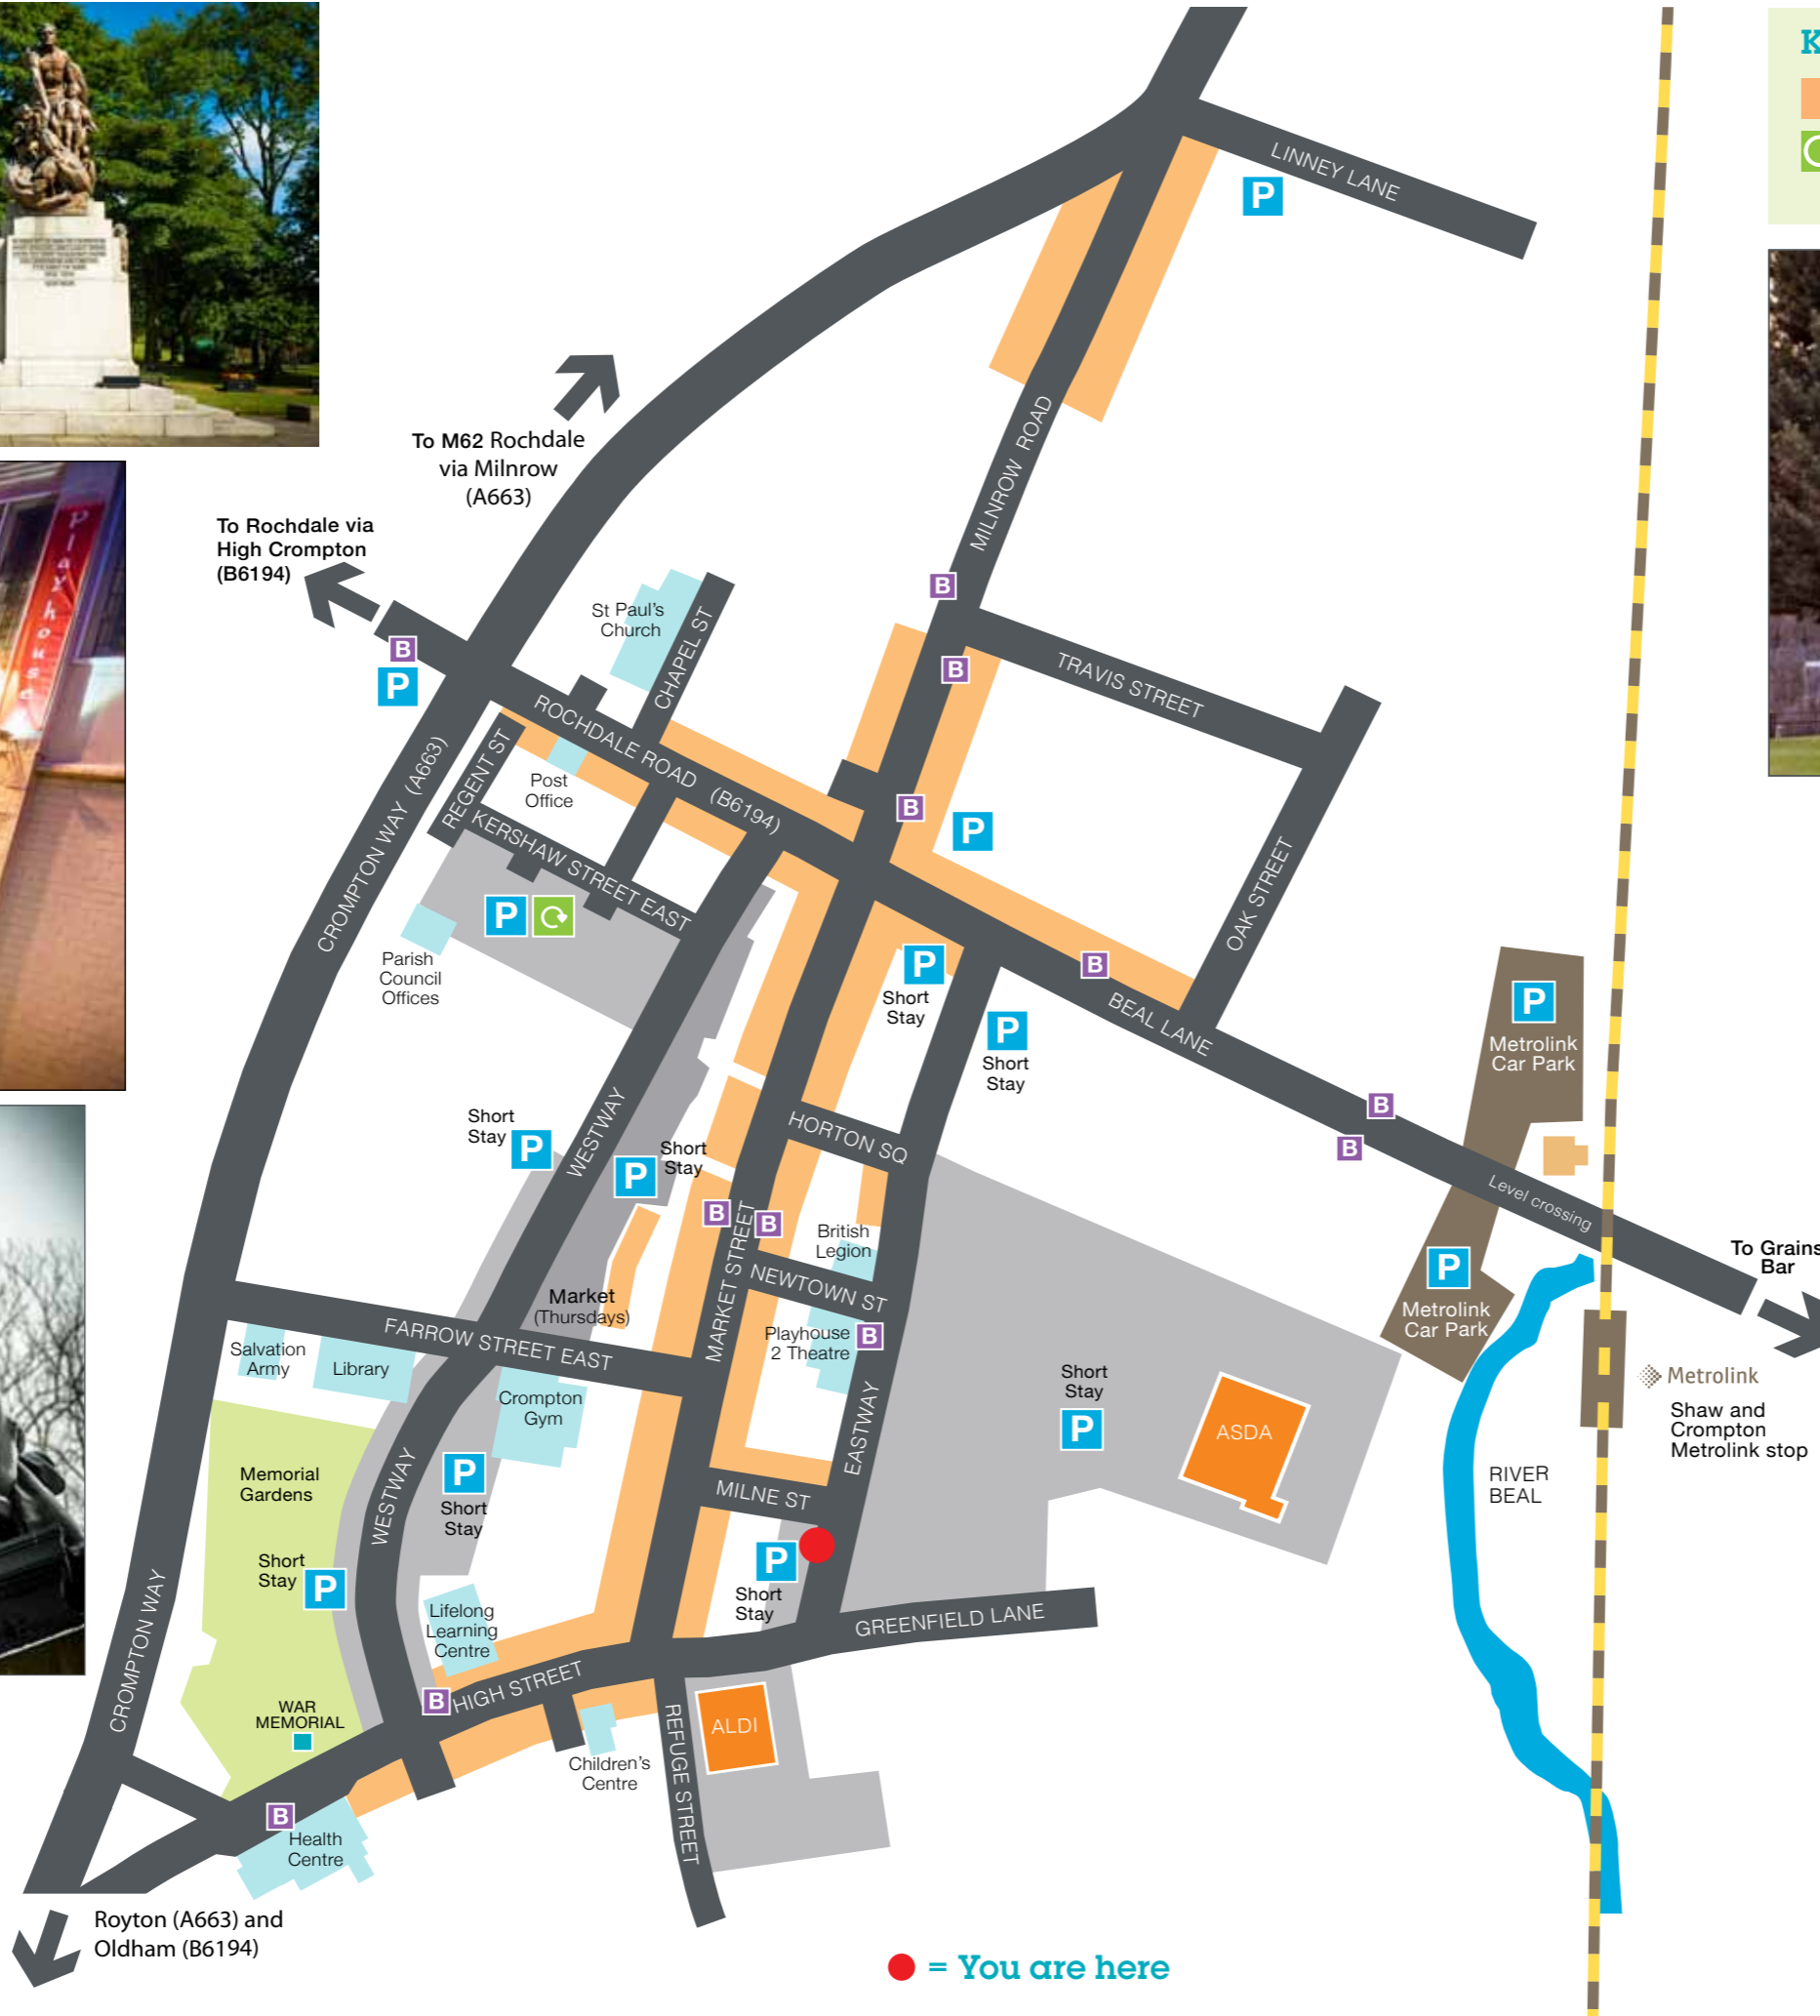 K
LINNEY LANE
P
To M62 Rochdale
via Milnrow
(A663)
To Rochdale via
High Crompton
(B6194)
Playhouse
MILNROW ROAD
B
St Paul's
Church
CHAPEL ST
B
P
B
TRAVIS STREET
ROCHDALE ROAD (B6194)
REGENT ST
Post
Office
B
P
CROMPTON WAY (A663)
KERSHAW STREET EAST
P
OAK STREET
Parish
Council
Offices
P
Short
Stay
B
P
Short
Stay
BEAL LANE
P
Metrolink
Car Park
Short
Stay
P
WESTWAY
Short
Stay
P
HORTON SQ
B
B
Level crossing
B
B
MARKET STREET
British
Legion
To Grains
Bar
NEWTOWN ST
P
Metrolink
Car Park
Market
(Thursdays)
Playhouse
2 Theatre
B
FARROW STREET EAST
Salvation
Army
Library
Crompton
Gym
Short
Stay
P
ASDA
Metrolink
Shaw and
Crompton
Metrolink stop
EASTWAY
Memorial
Gardens
WESTWAY
P
Short
Stay
MILNE ST
RIVER
BEAL
Short
Stay
P
P
Short
Stay
Lifelong
Learning
Centre
GREENFIELD LANE
CROMPTON WAY
B
HIGH STREET
WAR
MEMORIAL
REFUGE STREET
ALDI
Children's
Centre
B
Health
Centre
Royton (A663) and
Oldham (B6194)
= You are here